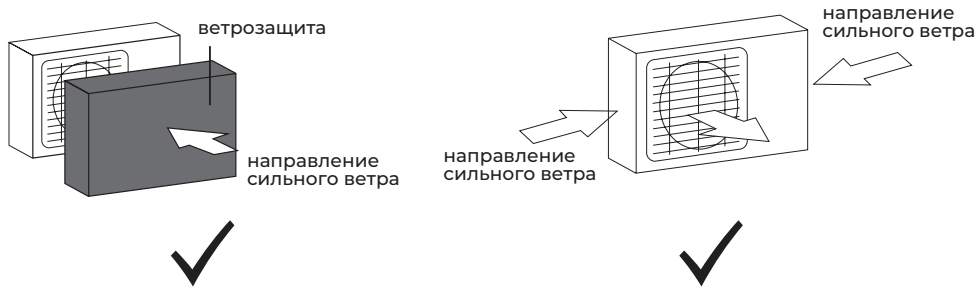 ветрозащита
направление
сильного ветра
направление
сильного ветра
направление
сильного ветра